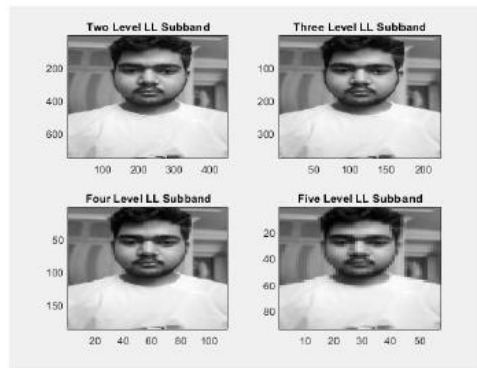 Two Level LL Subband
200
400
600
100 200 300 400
Three Level LL Subband
100
200
300
50 100 150 200
Four Level LL Subband
50
100
150
20 40 60 80 100
Five Level LL Subband
20
40
60
80
10 20 30 40 50